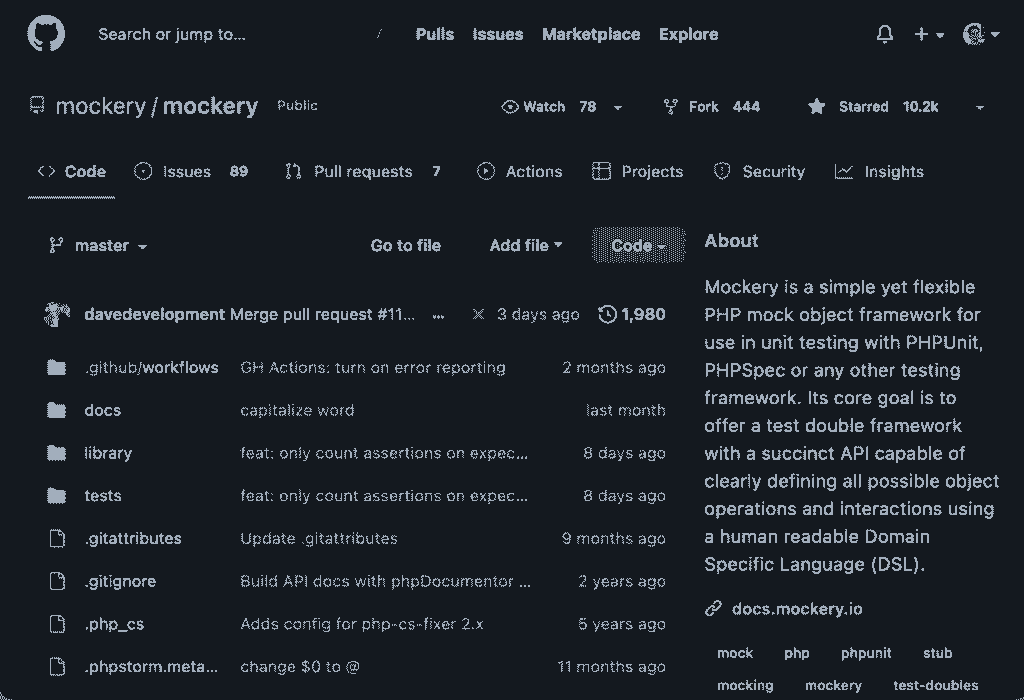 Search or jump to... / Pulls Issues Marketplace Explore
mockery / mockery Public Watch 78 Fork 444 Starred 10.2k
Code Issues 89 Pull requests 7 Actions Projects Security Insights
master Go to file Add file Code
davedevelopment Merge pull request #11... ... 3 days ago 1,980
.github/workflows GH Actions: turn on error reporting 2 months ago
docs capitalize word last month
library feat: only count assertions on expec... 8 days ago
tests feat: only count assertions on expec... 8 days ago
.gitattributes Update .gitattributes 9 months ago
.gitignore Build API docs with phpDocumentor ... 2 years ago
.php_cs Adds config for php-cs-fixer 2.x 5 years ago
.phpstorm.meta... change $0 to @ 11 months ago
About
Mockery is a simple yet flexible
PHP mock object framework for
use in unit testing with PHPUnit,
PHPSpec or any other testing
framework. Its core goal is to
offer a test double framework
with a succinct API capable of
clearly defining all possible object
operations and interactions using
a human readable Domain
Specific Language (DSL).
docs.mockery.io
mock php phpunit stub
mocking mockery test-doubles